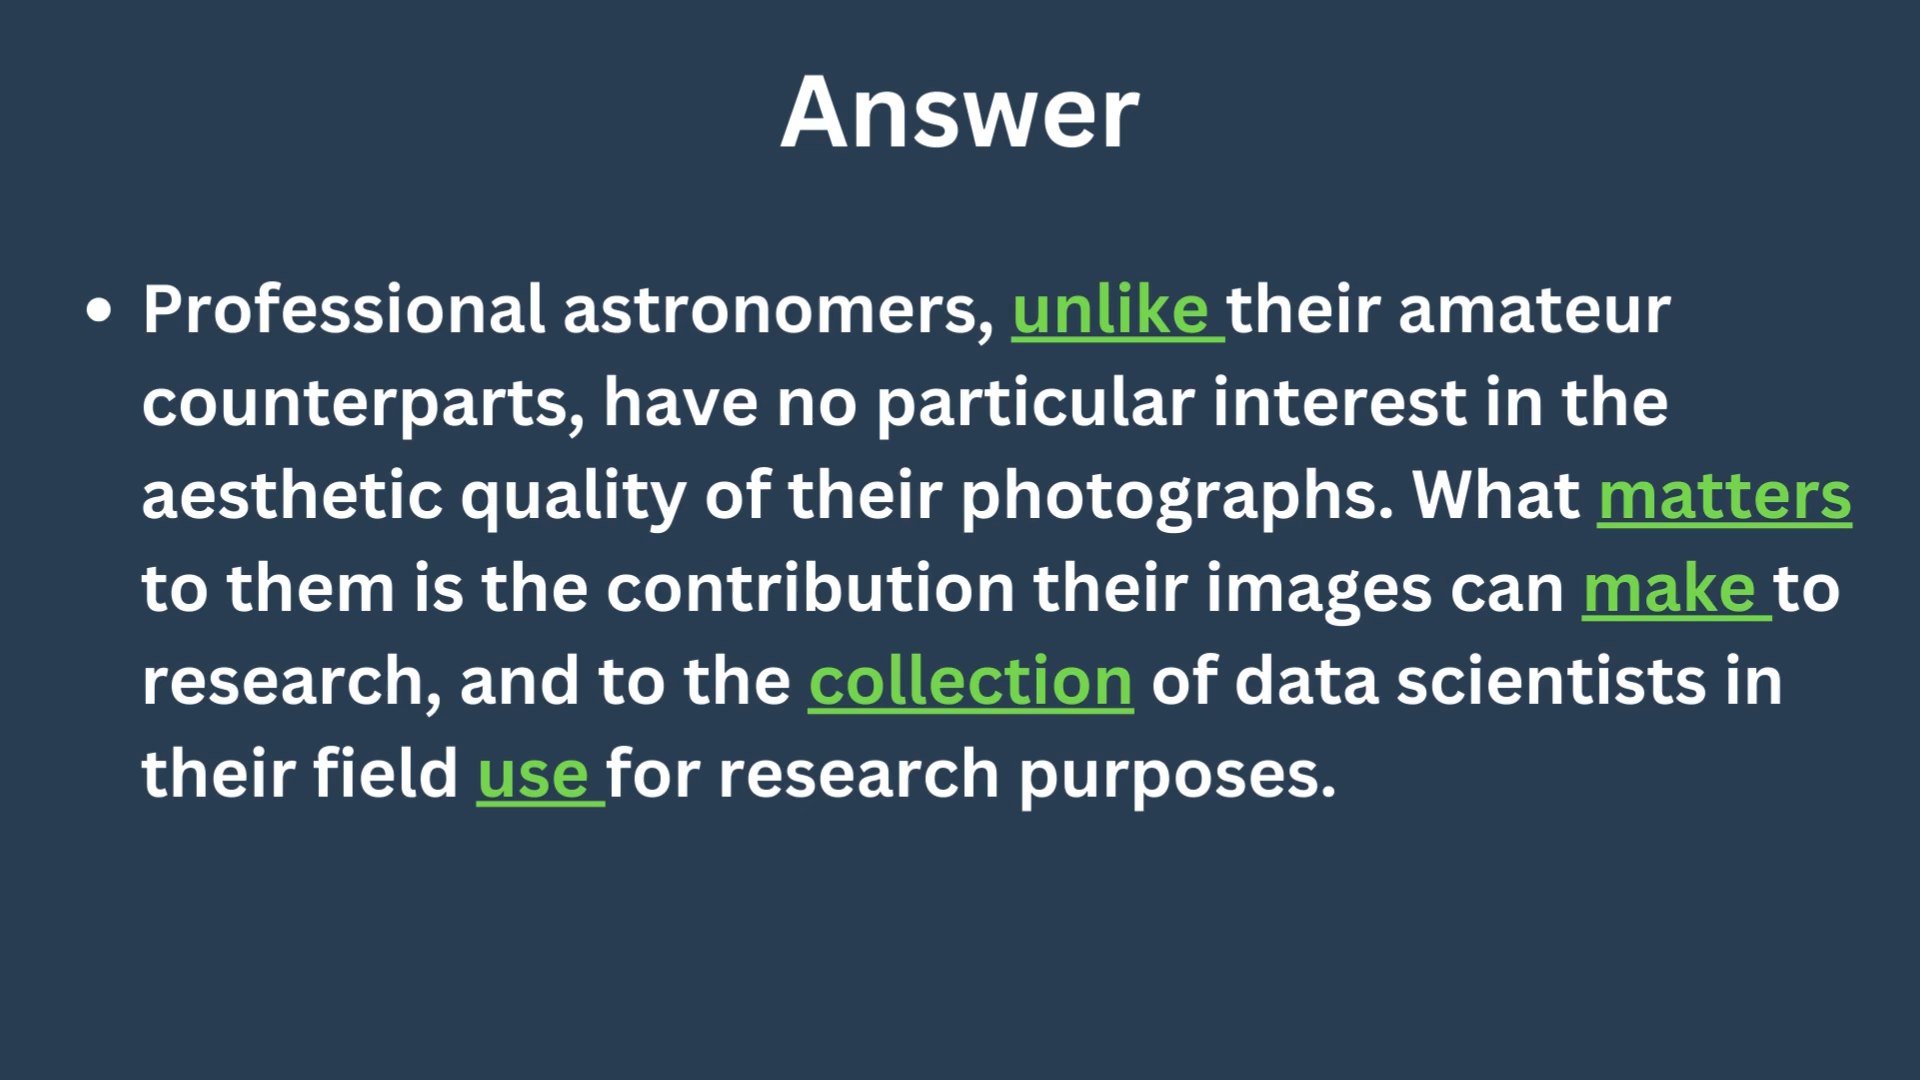 Answer
• Professional astronomers, unlike their amateur
counterparts, have no particular interest in the
aesthetic quality of their photographs. What matters
to them is the contribution their images can make to
research, and to the collection of data scientists in
their field use for research purposes.